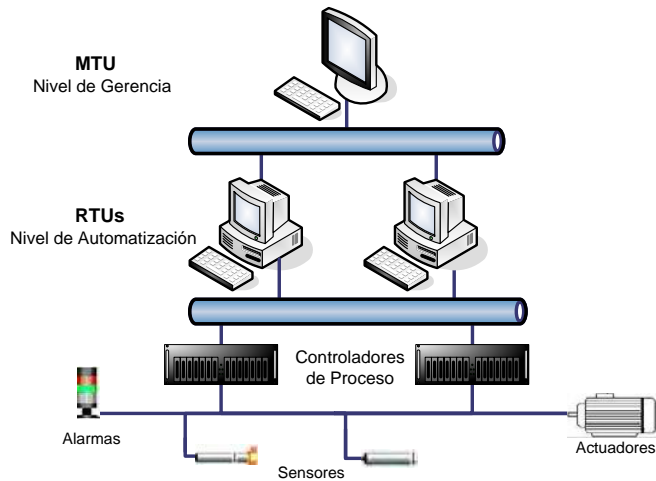 MTU
Nivel de Gerencia
RTUs
Nivel de Automatización
Controladores
de Proceso
Alarmas
Sensores
Actuadores